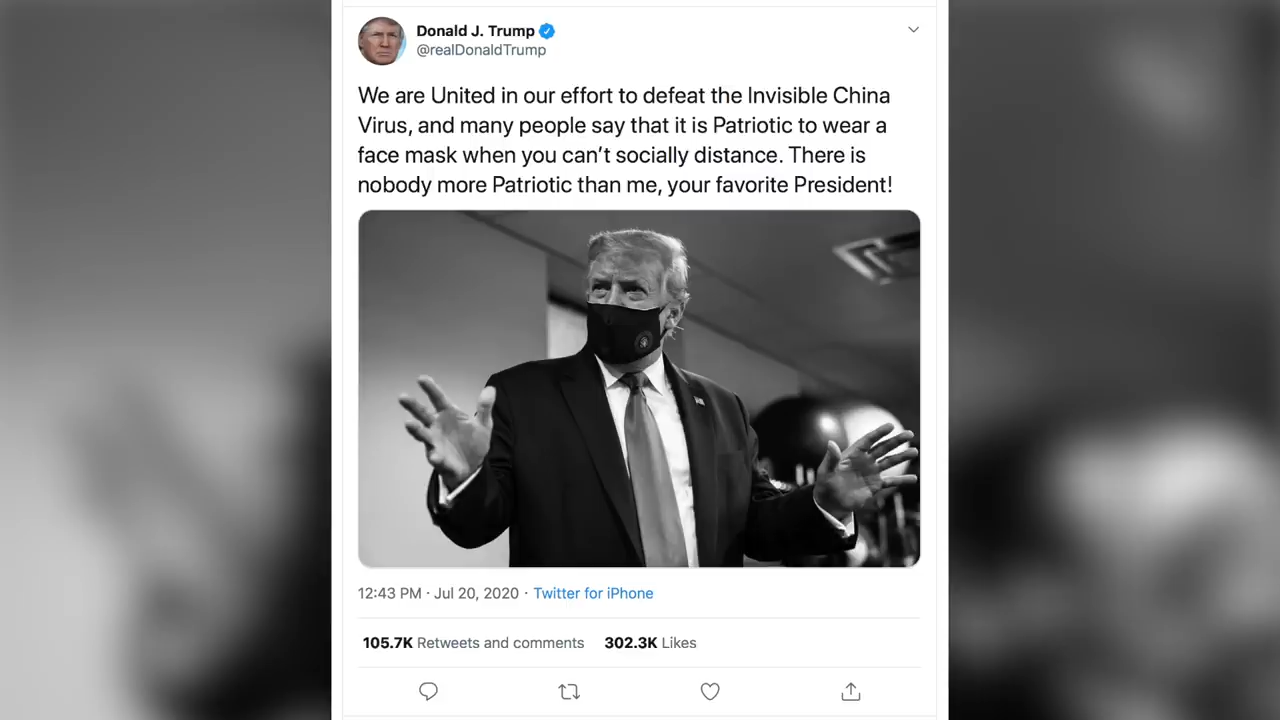 Donald J. Trump
@realDonaldTrump
We are United in our effort to defeat the Invisible China
Virus, and many people say that it is Patriotic to wear a
face mask when you can’t socially distance. There is
nobody more Patriotic than me, your favorite President!
12:43 PM · Jul 20, 2020 · Twitter for iPhone
105.7K Retweets and comments 302.3K Likes